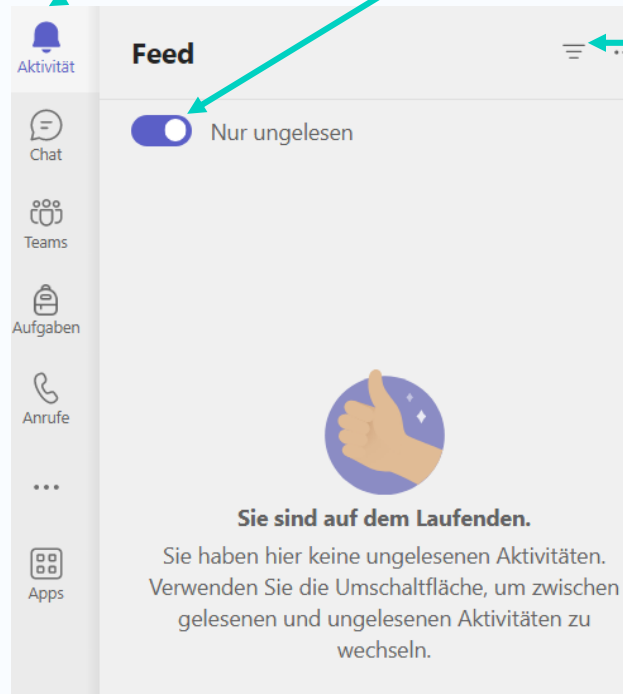 Aktivität
Chat
Teams
Aufgaben
Anrufe
Apps
Feed
Nur ungelesen
Sie sind auf dem Laufenden.
Sie haben hier keine ungelesenen Aktivitäten.
Verwenden Sie die Umschaltfläche, um zwischen
gelesenen und ungelesenen Aktivitäten zu
wechseln.